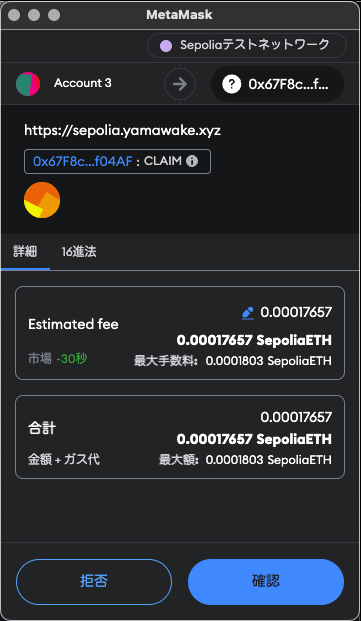 MetaMask
Sepoliaテストネットワーク
Account 3
? 0x67F8c...f...
https://sepolia.yamawake.xyz
0x67F8c...f04AF : CLAIM
詳細
16進法
0.00017657
Estimated fee
0.00017657 SepoliaETH
市場 -30秒
最大手数料: 0.0001803 SepoliaETH
0.00017657
合計
0.00017657 SepoliaETH
金額 + ガス代
最大額: 0.0001803 SepoliaETH
拒否
確認